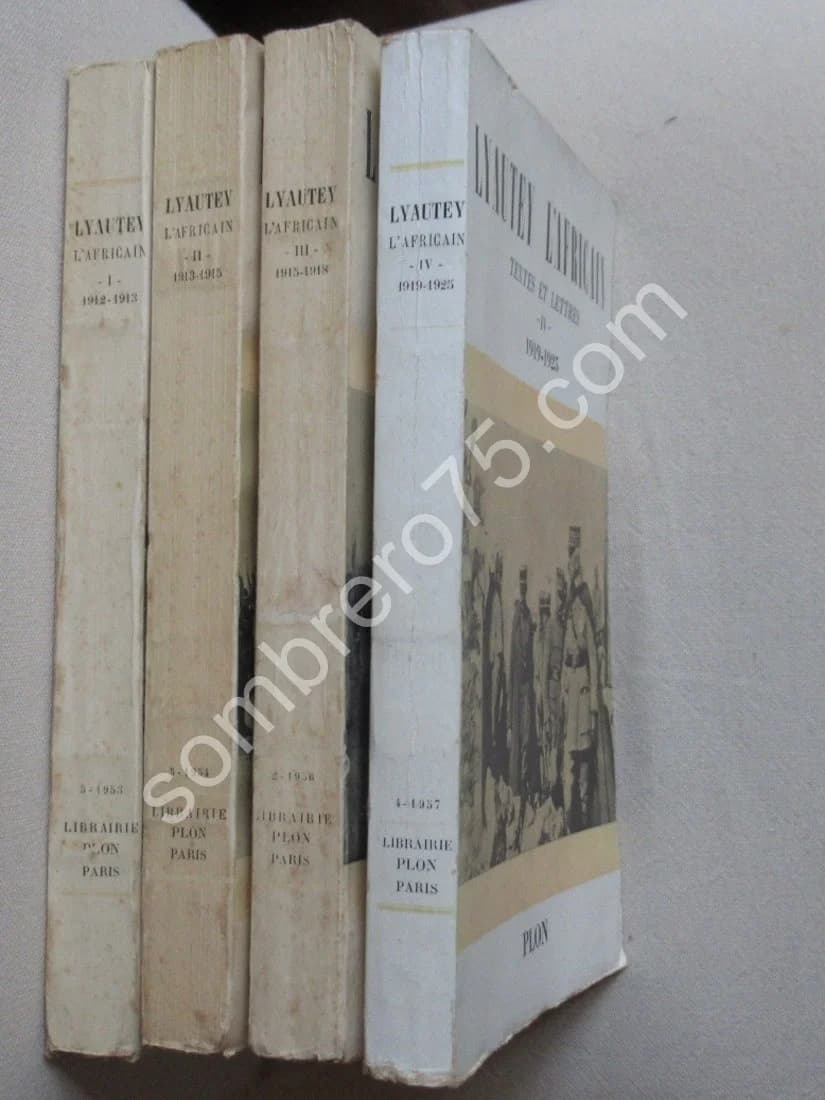 LYAUTEY
L'AFRICAIN
- I -
1912-1913
5-1953
LIBRAIRIE
PLON
PARIS
LYAUTEY
L'AFRICAIN
- II -
1913-1915
1954
LIBRAIRIE
PLON
PARIS
L
LYAUTEY
L'AFRICAIN
- III -
1915-1918
2-1956
LIBRAIRIE
PLON
PARIS
LYAUTEY
L'AFRICAIN
- IV -
1919-1925
4-1957
LIBRAIRIE
PLON
PARIS
LYAUTEY L'AFRICAIN
TEXTES ET LETTRES
- IV -
1919-1925
PLON
sombrero75.com